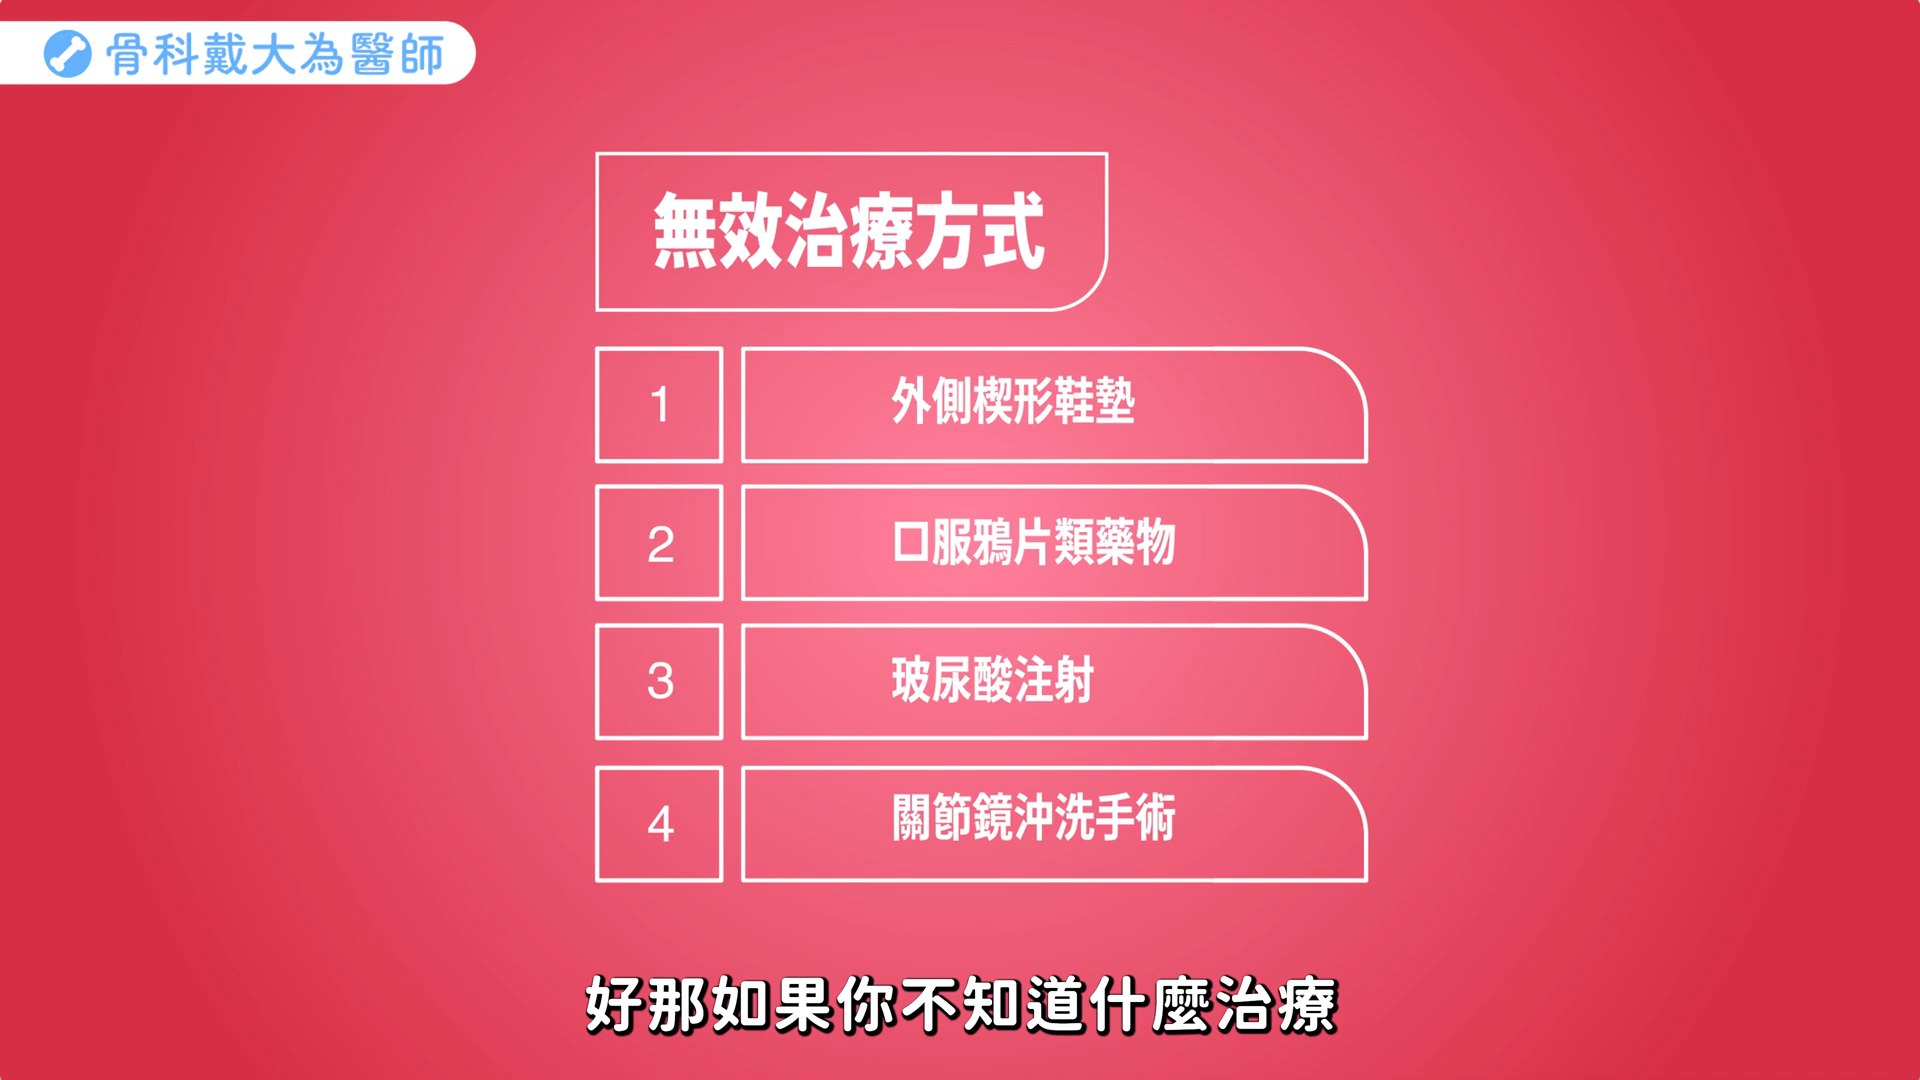 骨科戴大為醫師
無效治療方式
1
外側楔形鞋墊
2
口服鴉片類藥物
3
玻尿酸注射
4
關節鏡沖洗手術
好那如果你不知道什麼治療